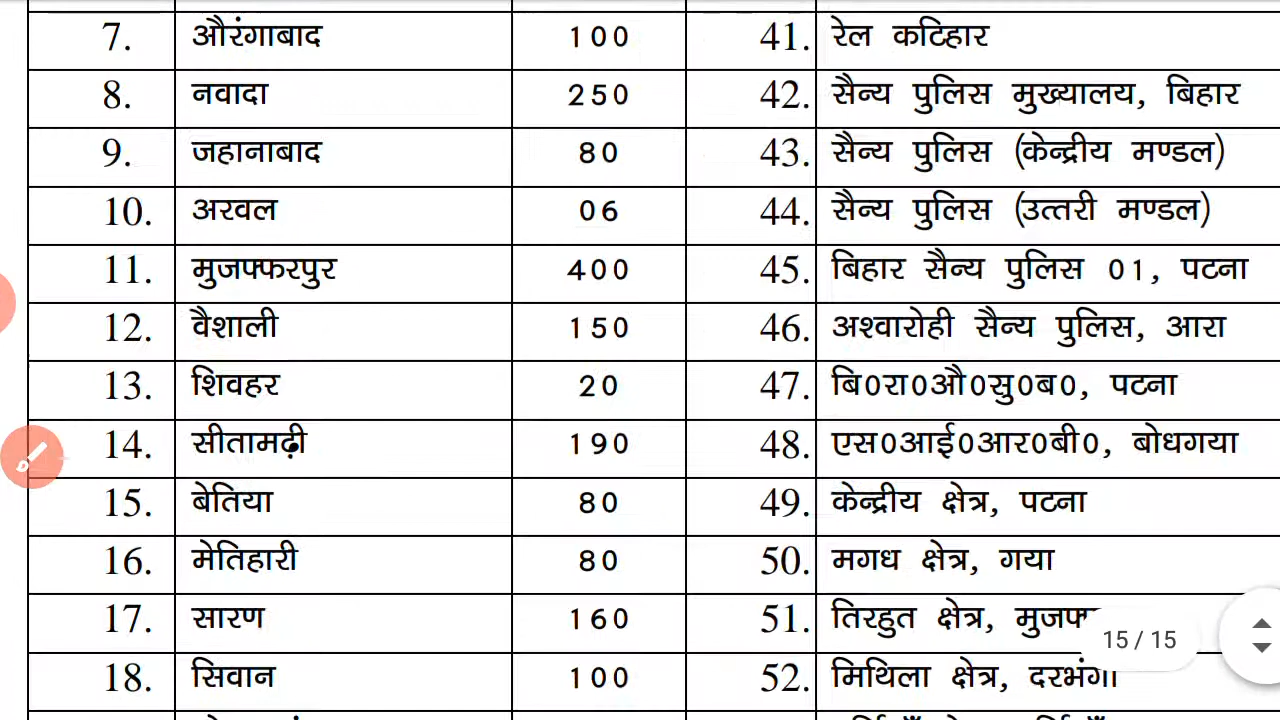 7. औरंगाबाद 100 41. रेल कटिहार
8. नवादा 250 42. सैन्य पुलिस मुख्यालय, बिहार
9. जहानाबाद 80 43. सैन्य पुलिस (केन्द्रीय मण्डल)
10. अरवल 06 44. सैन्य पुलिस (उत्तरी मण्डल)
11. मुजफ्फरपुर 400 45. बिहार सैन्य पुलिस 01, पटना
12. वैशाली 150 46. अश्वारोही सैन्य पुलिस, आरा
13. शिवहर 20 47. बि0रा0औ0सु0ब0, पटना
14. सीतामढ़ी 190 48. एस0आई0आर0बी0, बोधगया
15. बेतिया 80 49. केन्द्रीय क्षेत्र, पटना
16. मेतिहारी 80 50. मगध क्षेत्र, गया
17. सारण 160 51. तिरहुत क्षेत्र,
15 / 15
18. सिवान 100 52. मिथिला क्षेत्र, दरभंगा